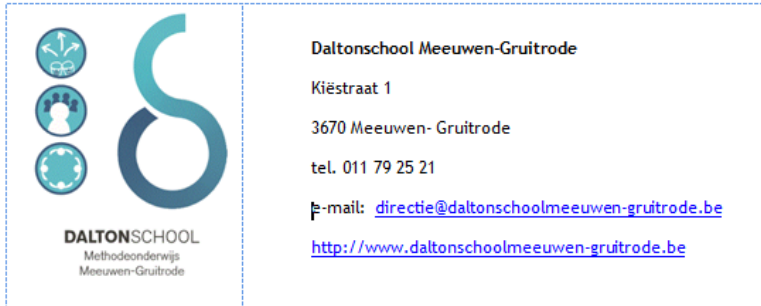 DALTONSCHOOL
Methodeonderwijs
Meeuwen-Gruitrode
Daltonschool Meeuwen-Gruitrode
Kiëstraat 1
3670 Meeuwen- Gruitrode
tel. 011 79 25 21
e-mail: directie@daltonschoolmeeuwen-gruitrode.be
http://www.daltonschoolmeeuwen-gruitrode.be